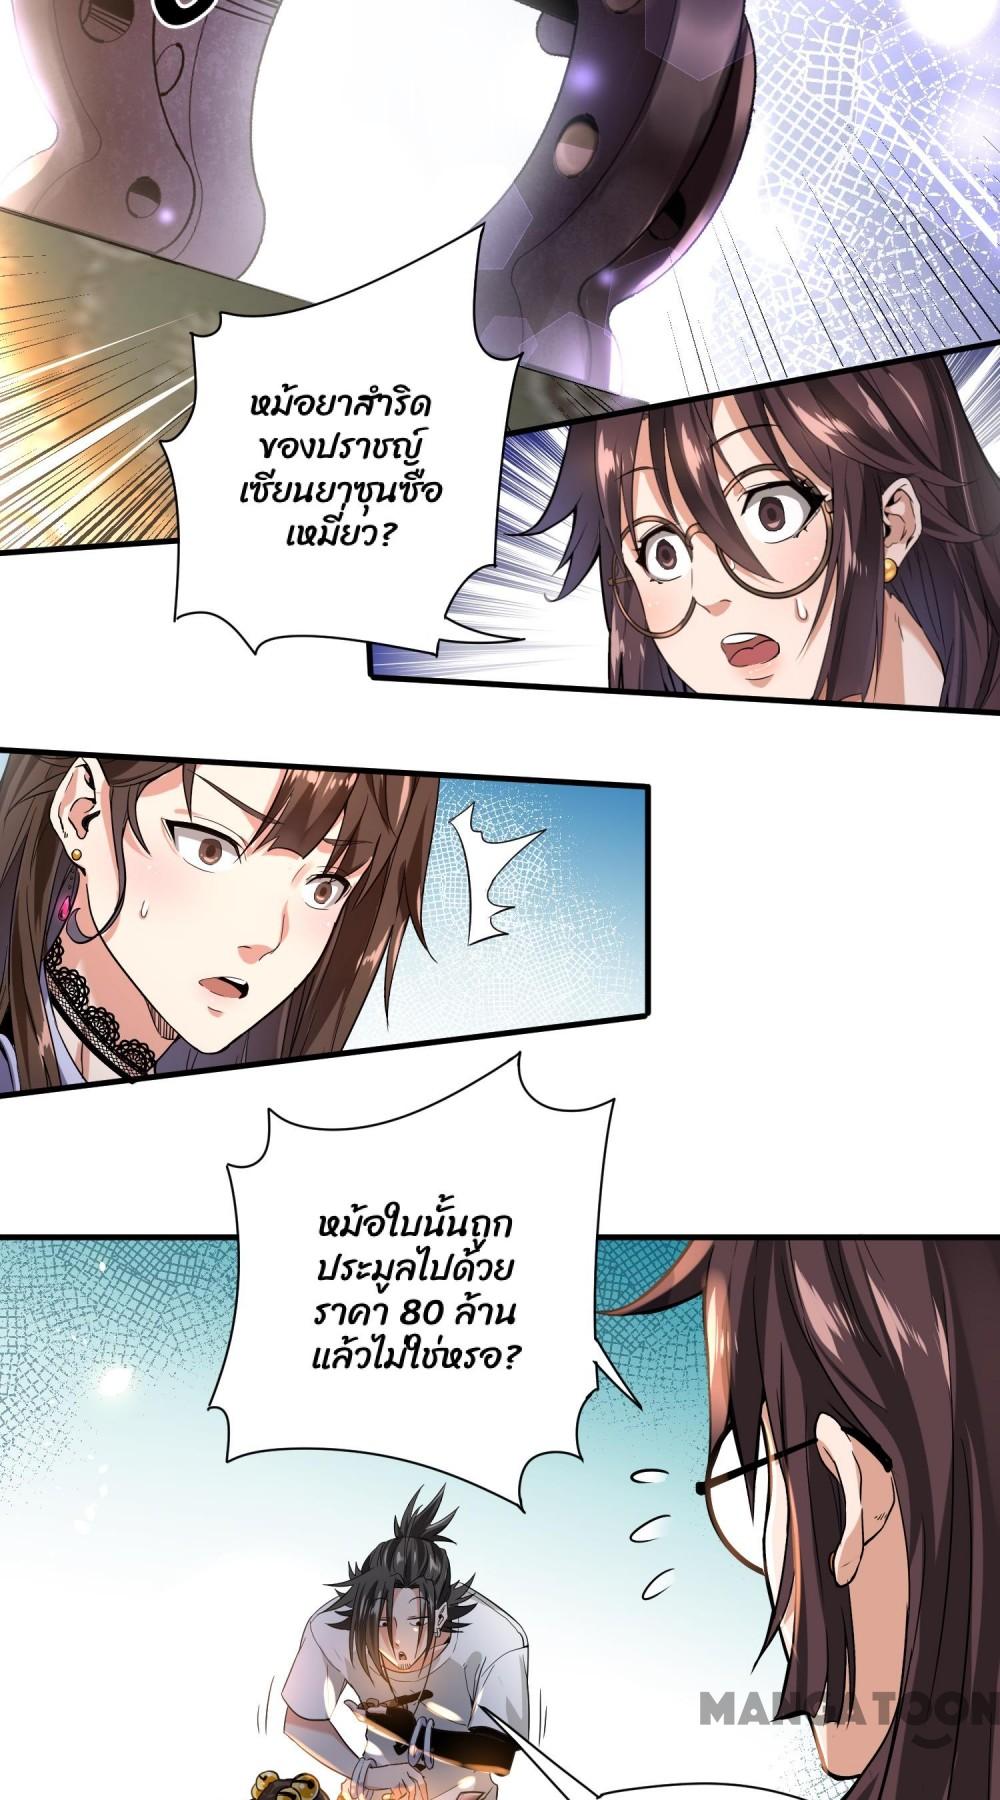 หม้อยาสำริด
ของปราชญ์
เซียนยาซุนซือ
เหมี่ยว?
หม้อใบนั้นถูก
ประมูลไปด้วย
ราคา 80 ล้าน
แล้วไม่ใช่หรอ?
MANGATOON